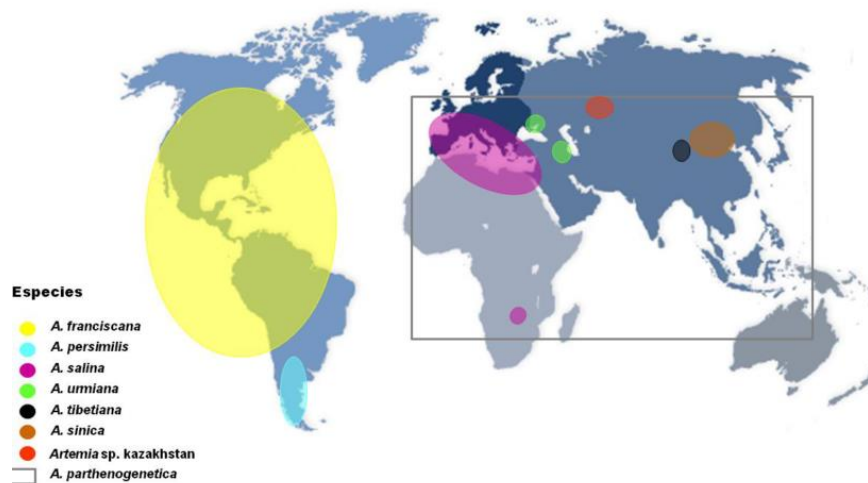 Especies
A. franciscana
A. persimilis
A. salina
A. urmiana
A. tibetiana
A. sinica
Artemia sp. kazakhstan
A. parthenogenetica